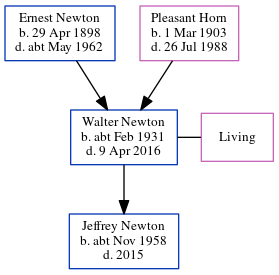 Ernest Newton
b. 29 Apr 1898
d. abt May 1962
Pleasant Horn
b. 1 Mar 1903
d. 26 Jul 1988
Walter Newton
b. abt Feb 1931
d. 9 Apr 2016
Living
Jeffrey Newton
b. abt Nov 1958
d. 2015